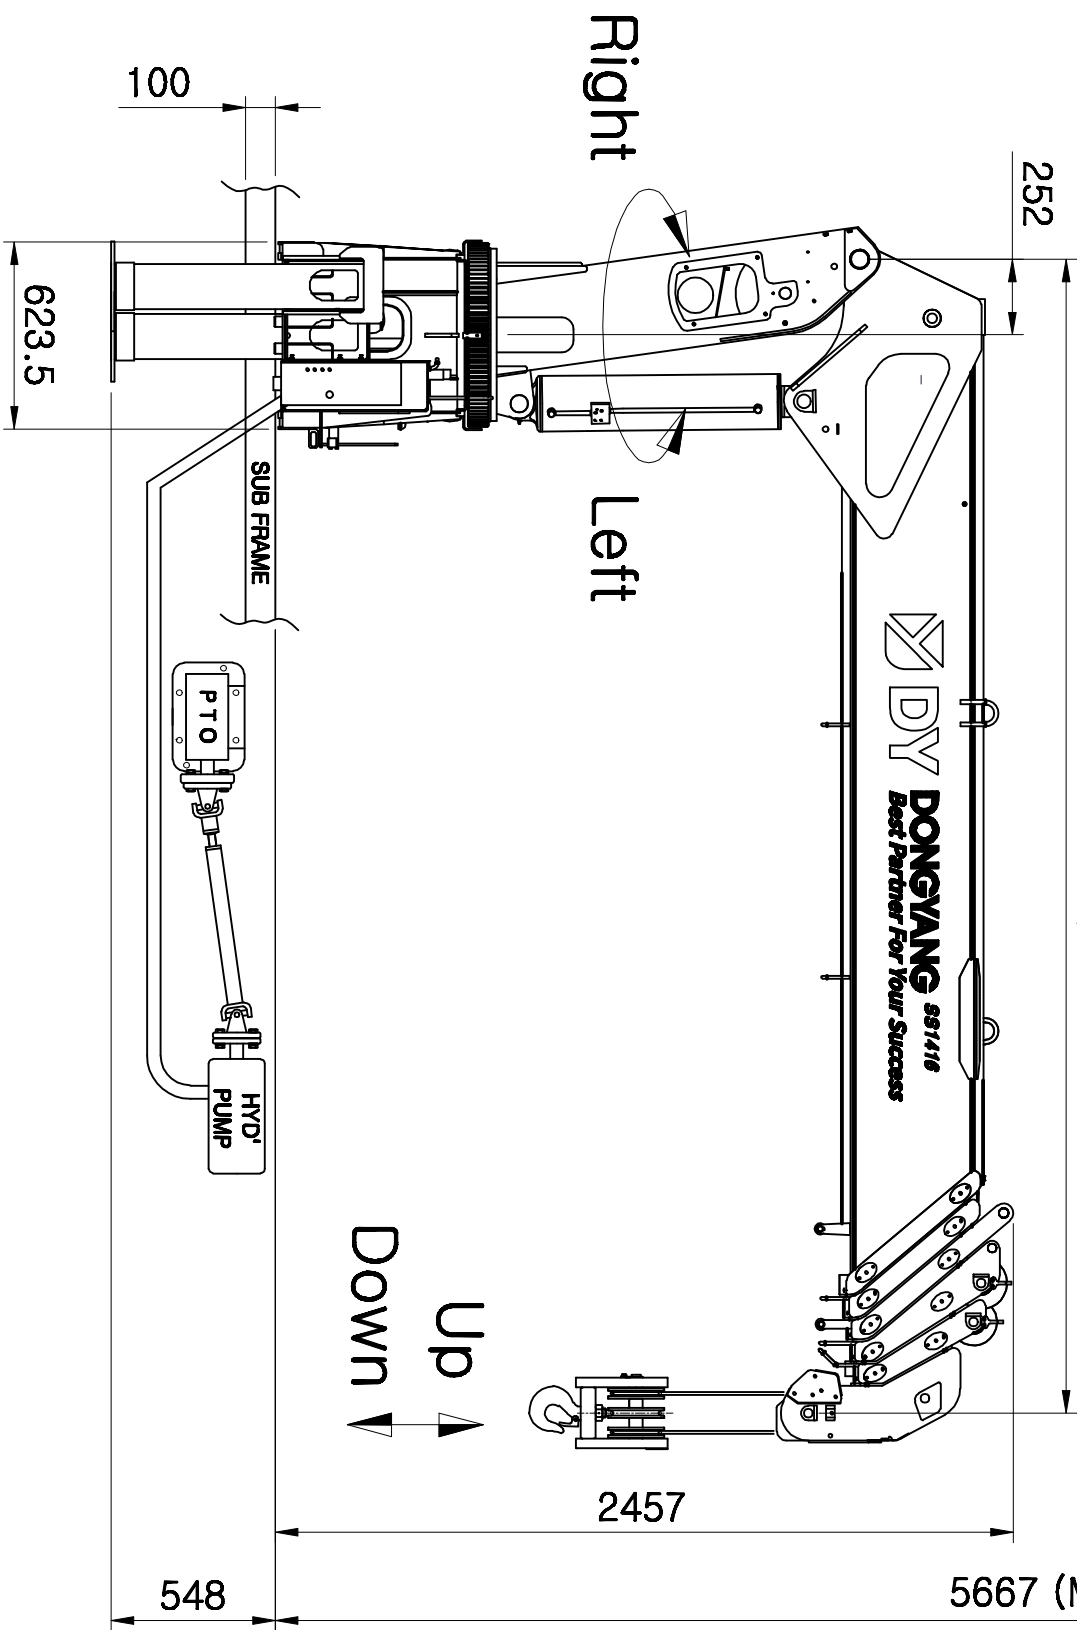 Right
100
252
623.5
SUB FRAME
Left
PTO
DY
DONGYANG SS1416
Best Partner For Your Success
HYD'
PUMP
Up
Down
2457
548
5667 (M